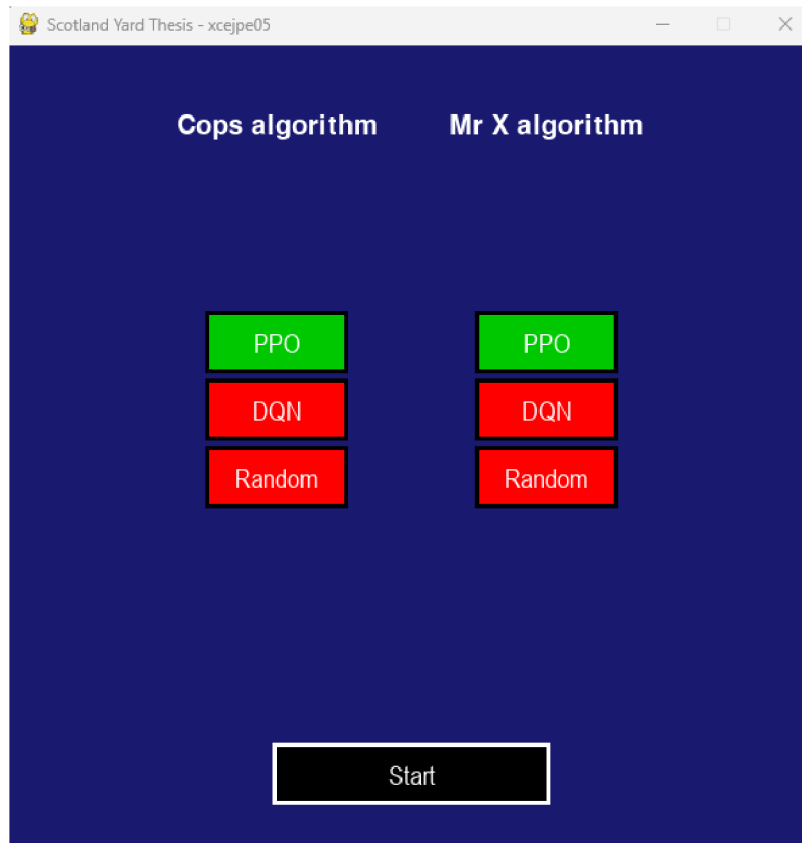 Scotland Yard Thesis - xcejpe05
Cops algorithm Mr X algorithm
PPO PPO
DQN DQN
Random Random
Start